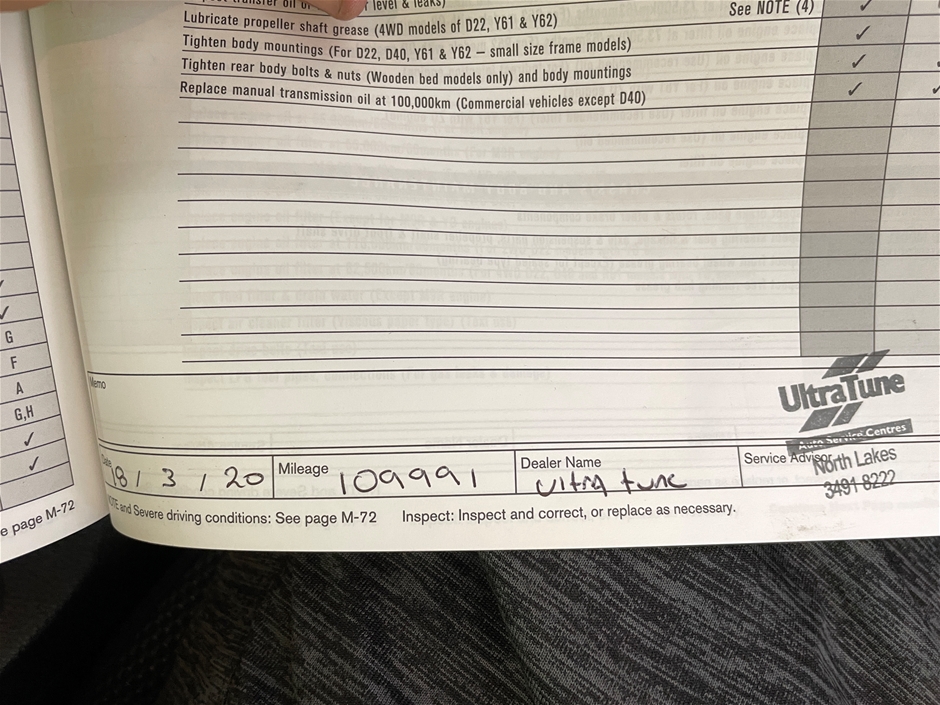 level & leaks)
Lubricate propeller shaft grease (4WD models of D22, Y61 & Y62) See NOTE (4) ✓
Tighten body mountings (For D22, D40, Y61 & Y62 – small size frame models) ✓
Tighten rear body bolts & nuts (Wooden bed models only) and body mountings ✓
Replace manual transmission oil at 100,000km (Commercial vehicles except D40) ✓ ✓
✓
✓
G
F
A
G,H
✓
✓
e page M-72
Memo
UltraTune
Auto Service Centres
North Lakes
3491 8222
Date 18 / 3 / 20 Mileage 109991 Dealer Name Ultra tune Service Advisor
and Severe driving conditions: See page M-72 Inspect: Inspect and correct, or replace as necessary.